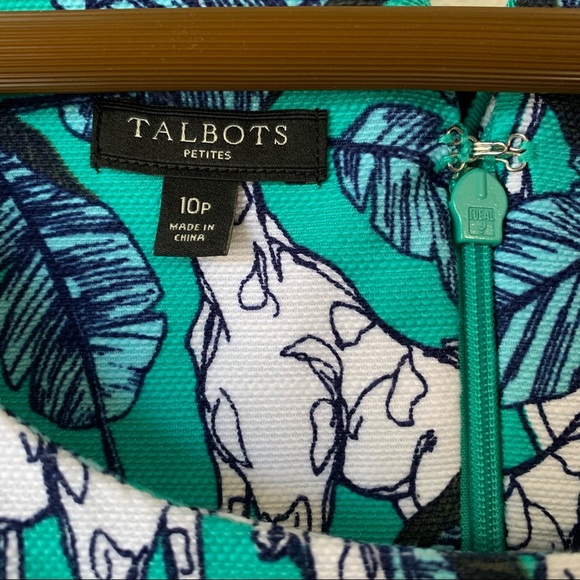 TALBOTS
PETITES
10P
MADE IN
CHINA
IDEAL